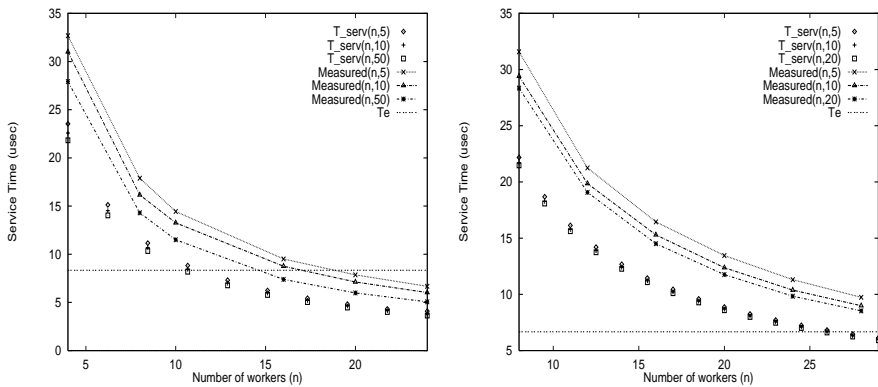 35
30
25
20
15
10
5
0
Service Time (usec)
5
10
15
20
Number of workers (n)
T_serv(n,5)
T_serv(n,10)
T_serv(n,50)
Measured(n,5)
Measured(n,10)
Measured(n,50)
Te
35
30
25
20
15
10
5
Service Time (usec)
10
15
20
25
Number of workers (n)
T_serv(n,5)
T_serv(n,10)
T_serv(n,20)
Measured(n,5)
Measured(n,10)
Measured(n,20)
Te